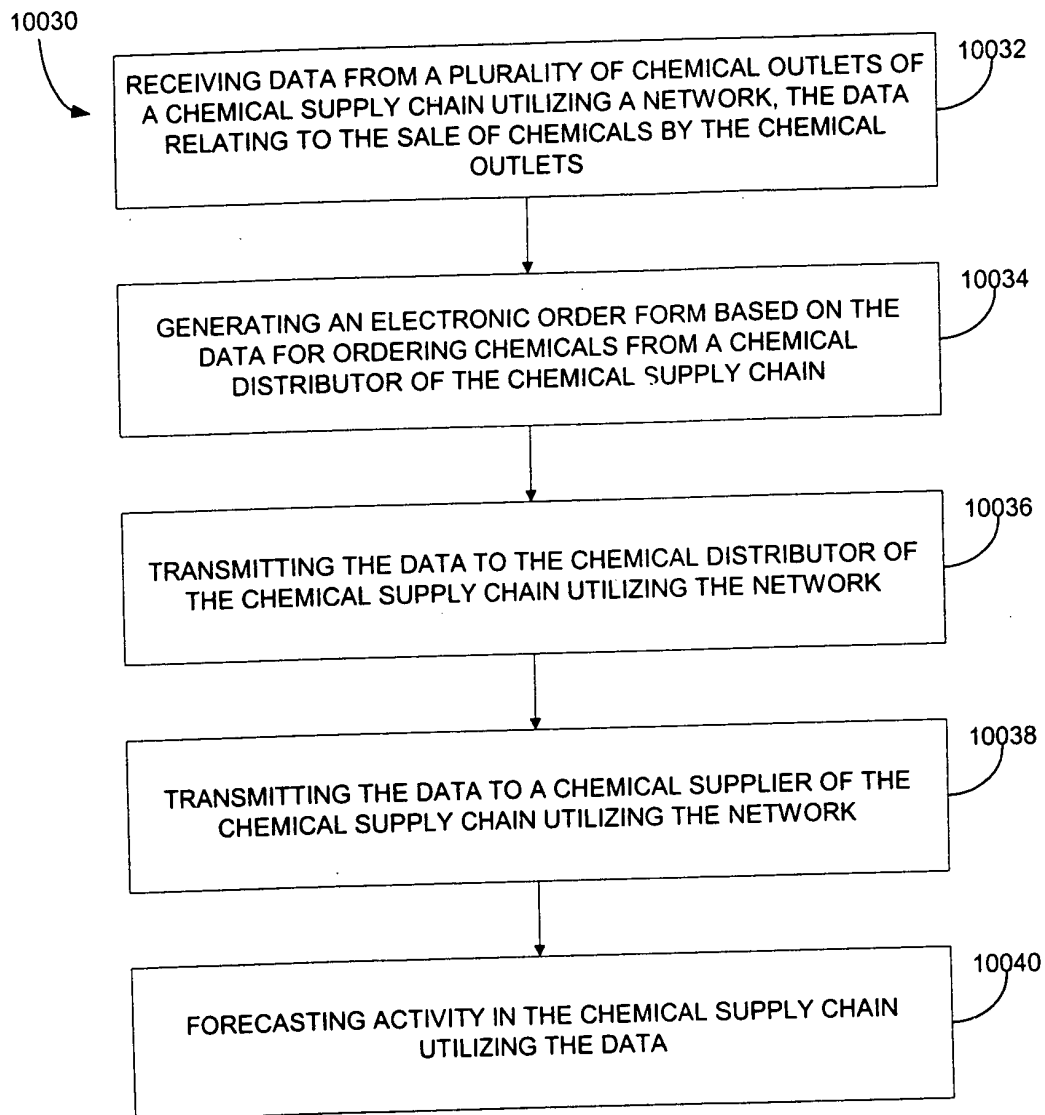 10030
10032
RECEIVING DATA FROM A PLURALITY OF CHEMICAL OUTLETS OF
A CHEMICAL SUPPLY CHAIN UTILIZING A NETWORK, THE DATA
RELATING TO THE SALE OF CHEMICALS BY THE CHEMICAL
OUTLETS
10034
GENERATING AN ELECTRONIC ORDER FORM BASED ON THE
DATA FOR ORDERING CHEMICALS FROM A CHEMICAL
DISTRIBUTOR OF THE CHEMICAL SUPPLY CHAIN
10036
TRANSMITTING THE DATA TO THE CHEMICAL DISTRIBUTOR OF
THE CHEMICAL SUPPLY CHAIN UTILIZING THE NETWORK
10038
TRANSMITTING THE DATA TO A CHEMICAL SUPPLIER OF THE
CHEMICAL SUPPLY CHAIN UTILIZING THE NETWORK
10040
FORECASTING ACTIVITY IN THE CHEMICAL SUPPLY CHAIN
UTILIZING THE DATA